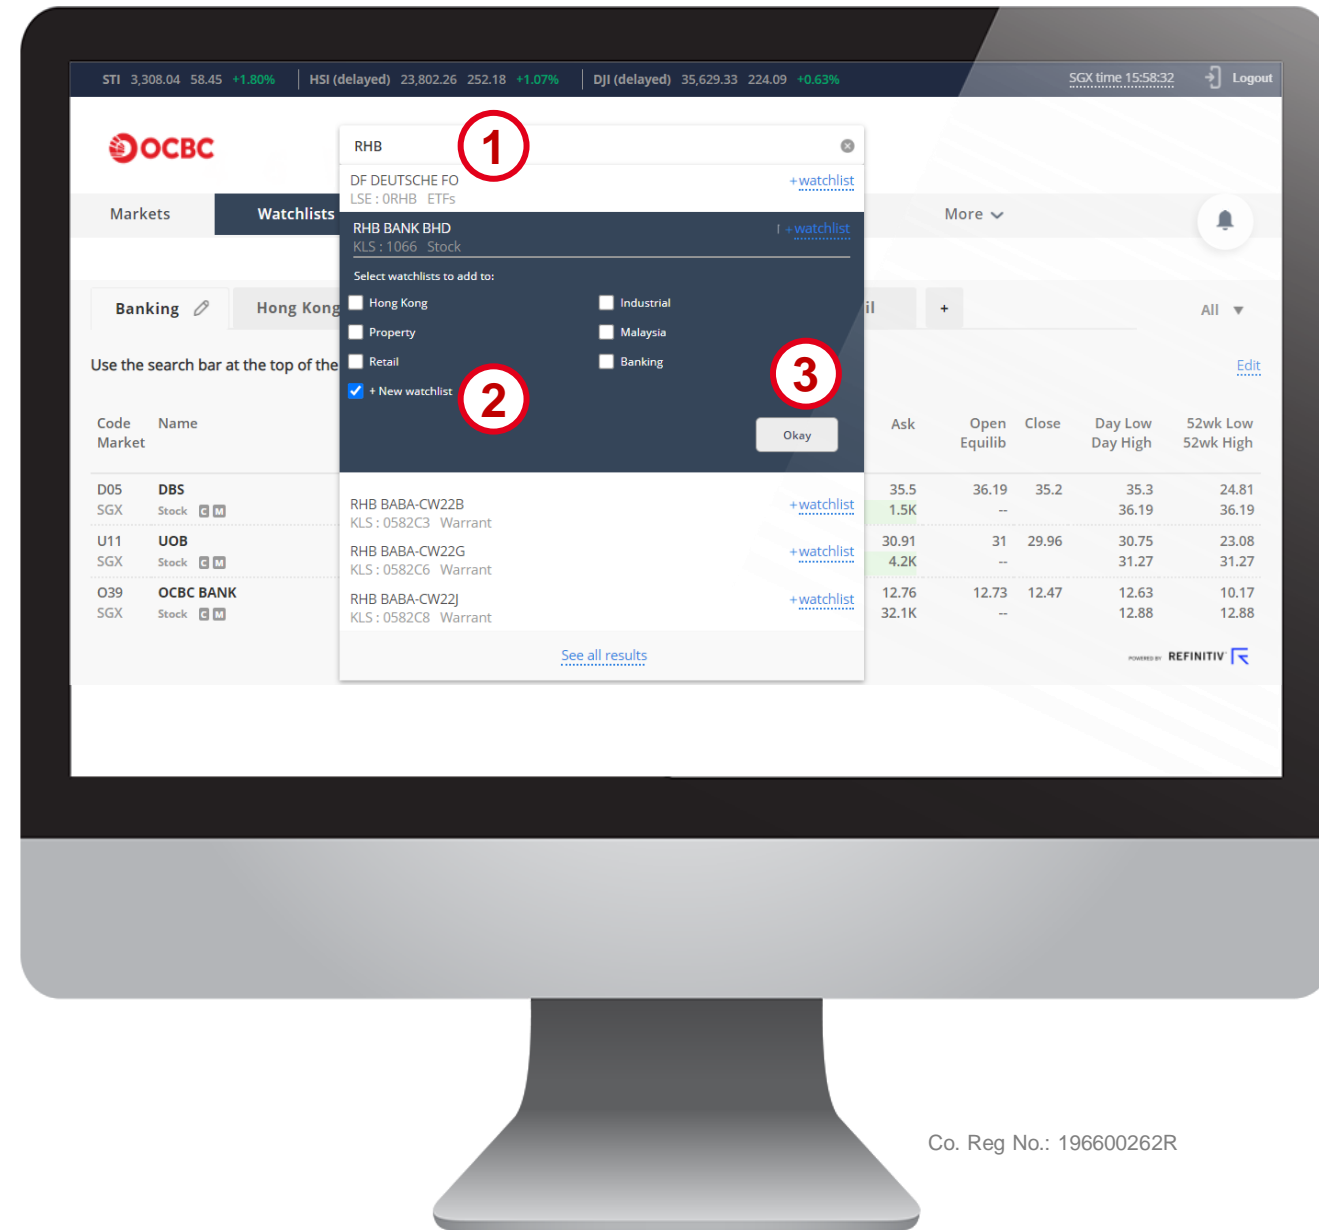 STI 3,308.04 58.45 +1.80% HSI (delayed) 23,802.26 252.18 +1.07% DJI (delayed) 35,629.33 224.09 +0.63% SGX time 15:58:32 Logout
OCBC
RHB
1
DF DEUTSCHE FO +watchlist
LSE : 0RHB ETFs
Markets Watchlists More
RHB BANK BHD +watchlist
KLS : 1066 Stock
Select watchlists to add to:
Hong Kong Industrial
Property Malaysia
Retail Banking
+ New watchlist
2
3
Okay
Banking Hong Kong il + All
Use the search bar at the top of the Edit
Code Name Ask Open Close Day Low 52wk Low
Market Equilib Day High 52wk High
D05 DBS 35.5 36.19 35.2 35.3 24.81
SGX Stock C M 1.5K -- 36.19 36.19
U11 UOB 30.91 31 29.96 30.75 23.08
SGX Stock C M 4.2K -- 31.27 31.27
O39 OCBC BANK 12.76 12.73 12.47 12.63 10.17
SGX Stock C M 32.1K -- 12.88 12.88
RHB BABA-CW22B +watchlist
KLS : 0582C3 Warrant
RHB BABA-CW22G +watchlist
KLS : 0582C6 Warrant
RHB BABA-CW22J +watchlist
KLS : 0582C8 Warrant
See all results
POWERED BY REFINITIV
Co. Reg No.: 196600262R